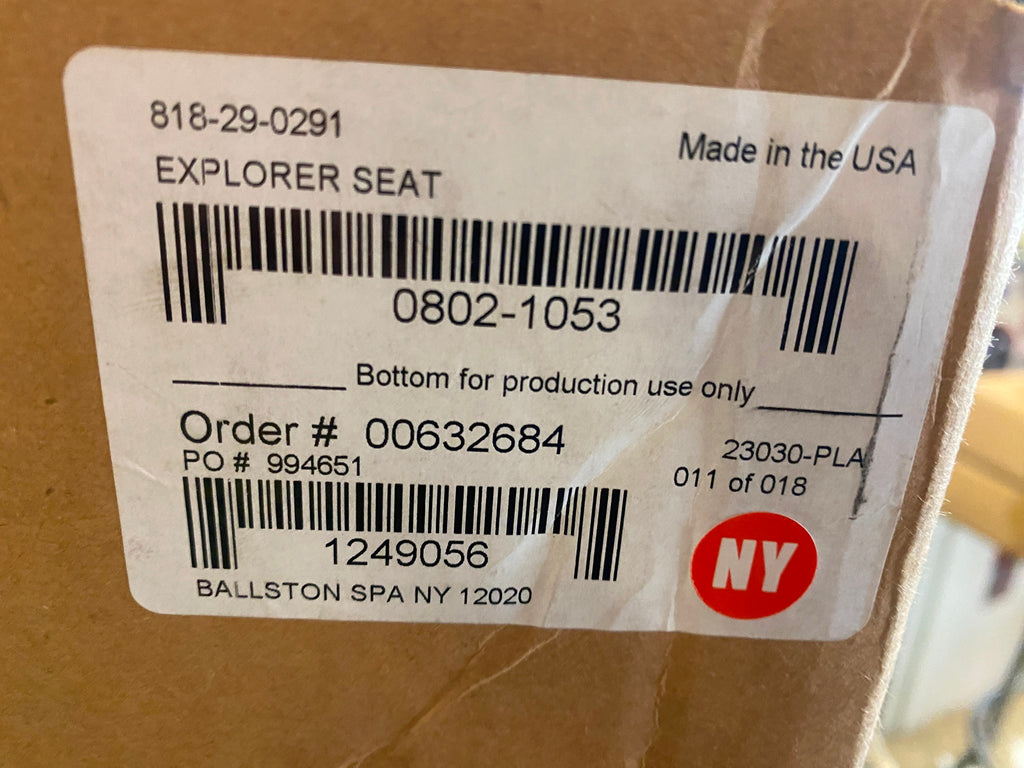 818-29-0291
Made in the USA
EXPLORER SEAT
0802-1053
Bottom for production use only
Order # 00632684
23030-PLA
PO # 994651
011 of 018
1249056
NY
BALLSTON SPA NY 12020